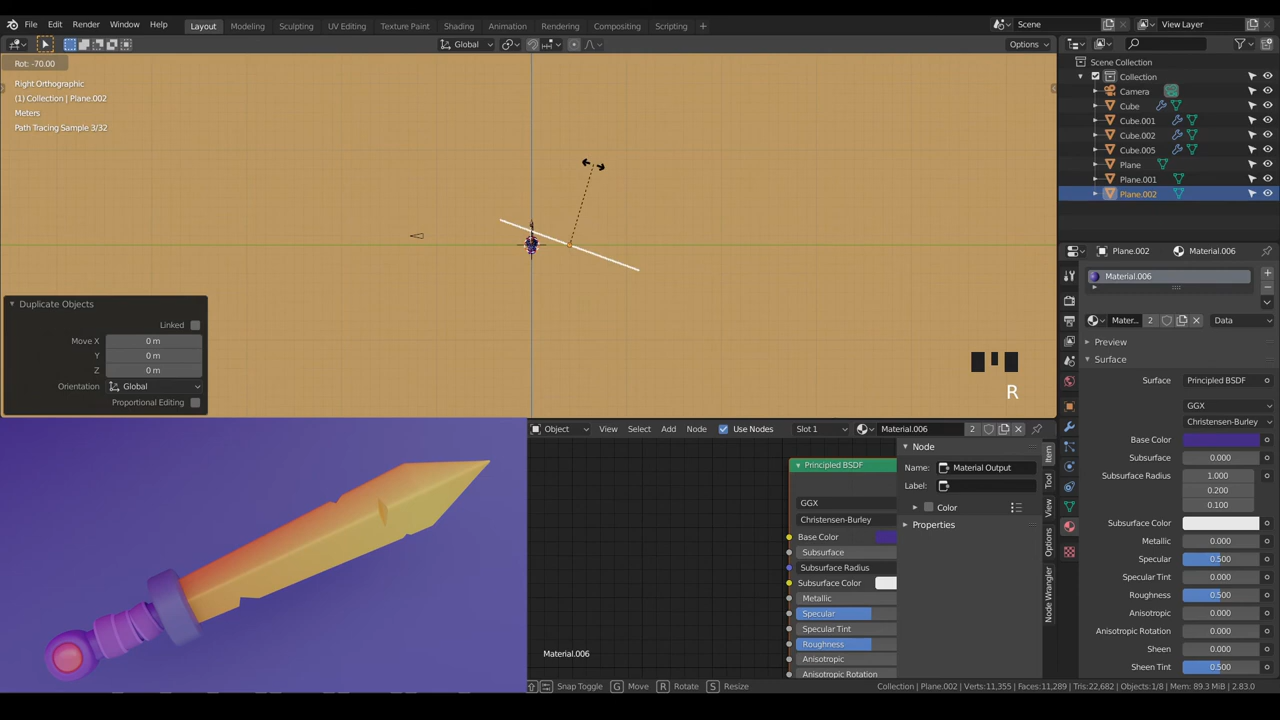 File Edit Render Window Help Layout Modeling Sculpting UV Editing Texture Paint Shading Animation Rendering Compositing Scripting + Scene View Layer
Global Options
Rot: -70.00
Right Orthographic
(1) Collection | Plane.002
Meters
Path Tracing Sample 3/32
Duplicate Objects
Linked
Move X 0 m
Y 0 m
Z 0 m
Orientation Global
Proportional Editing
R
Scene Collection
Collection
Camera
Cube
Cube.001
Cube.002
Cube.005
Plane
Plane.001
Plane.002
Plane.002 Material.006
Material.006
Mater... 2 Data
Preview
Surface
Surface Principled BSDF
GGX
Christensen-Burley
Base Color
Subsurface 0.000
Subsurface Radius 1.000
0.200
0.100
Subsurface Color
Metallic 0.000
Specular 0.500
Specular Tint 0.000
Roughness 0.500
Anisotropic 0.000
Anisotropic Rotation 0.000
Sheen 0.000
Sheen Tint 0.500
Object View Select Add Node Use Nodes Slot 1 Material.006 2
Principled BSDF
GGX
Christensen-Burley
Base Color
Subsurface
Subsurface Radius
Subsurface Color
Metallic
Specular
Specular Tint
Roughness
Anisotropic
Anisotropic Rotation
Material.006
Node
Name: Material Output
Label:
Color
Properties
Item
Tool
View
Options
Node Wrangler
Snap Toggle G Move R Rotate S Resize
Collection | Plane.002 | Verts:11,355 | Faces:11,289 | Tris:22,682 | Objects:1/8 | Mem: 89.3 MiB | 2.83.0